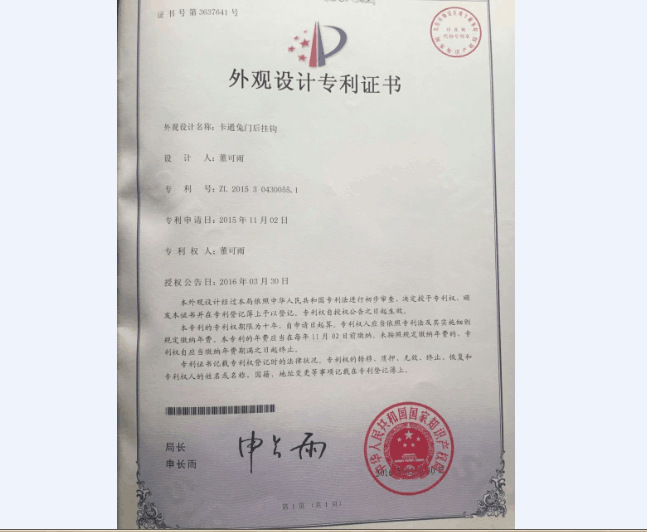 证书号第3637641号
外观设计专利证书
外观设计名称：卡通兔门后挂钩
设 计 人：董可雨
专 利 号：ZL 2015 3 0430055.1
专利申请日：2015年11月02日
专 利 权 人：董可雨
授权公告日：2016年03月30日
本外观设计经过本局依照中华人民共和国专利法进行初步审查，决定授予专利权，颁
发本证书并在专利登记簿上予以登记。专利权自授权公告之日起生效。
本专利的专利权期限为十年，自申请日起算。专利权人应当依照专利法及其实施细则
规定缴纳年费。本专利的年费应当在每年11月02日前缴纳。未按照规定缴纳年费的，专
利权自应当缴纳年费期满之日起终止。
专利证书记载专利权登记时的法律状况。专利权的转移、质押、无效、终止、恢复和
专利权人的姓名或名称、国籍、地址变更等事项记载在专利登记簿上。
局长
申长雨
申长雨
中华人民共和国国家知识产权局
第1页（共1页）